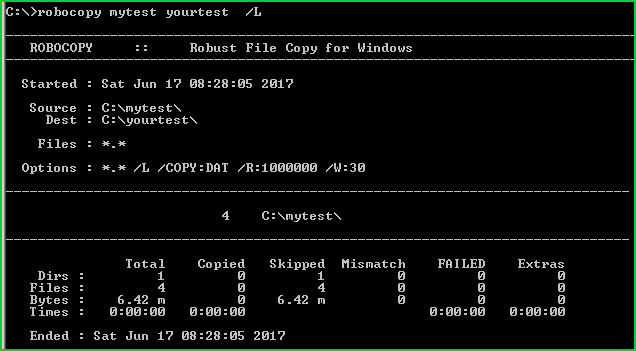 C:\>robocopy mytest yourtest  /L
-------------------------------------------------------------------------------
   ROBOCOPY     ::     Robust File Copy for Windows
-------------------------------------------------------------------------------
  Started : Sat Jun 17 08:28:05 2017
   Source : C:\mytest\
     Dest : C:\yourtest\
    Files : *.*
  Options : *.* /L /COPY:DAT /R:1000000 /W:30
------------------------------------------------------------------------------
                           4    C:\mytest\
------------------------------------------------------------------------------
               Total    Copied   Skipped  Mismatch    FAILED    Extras
    Dirs :         1         0         1         0         0         0
   Files :         4         0         4         0         0         0
   Bytes :    6.42 m         0    6.42 m         0         0         0
   Times :   0:00:00   0:00:00                       0:00:00   0:00:00
   Ended : Sat Jun 17 08:28:05 2017